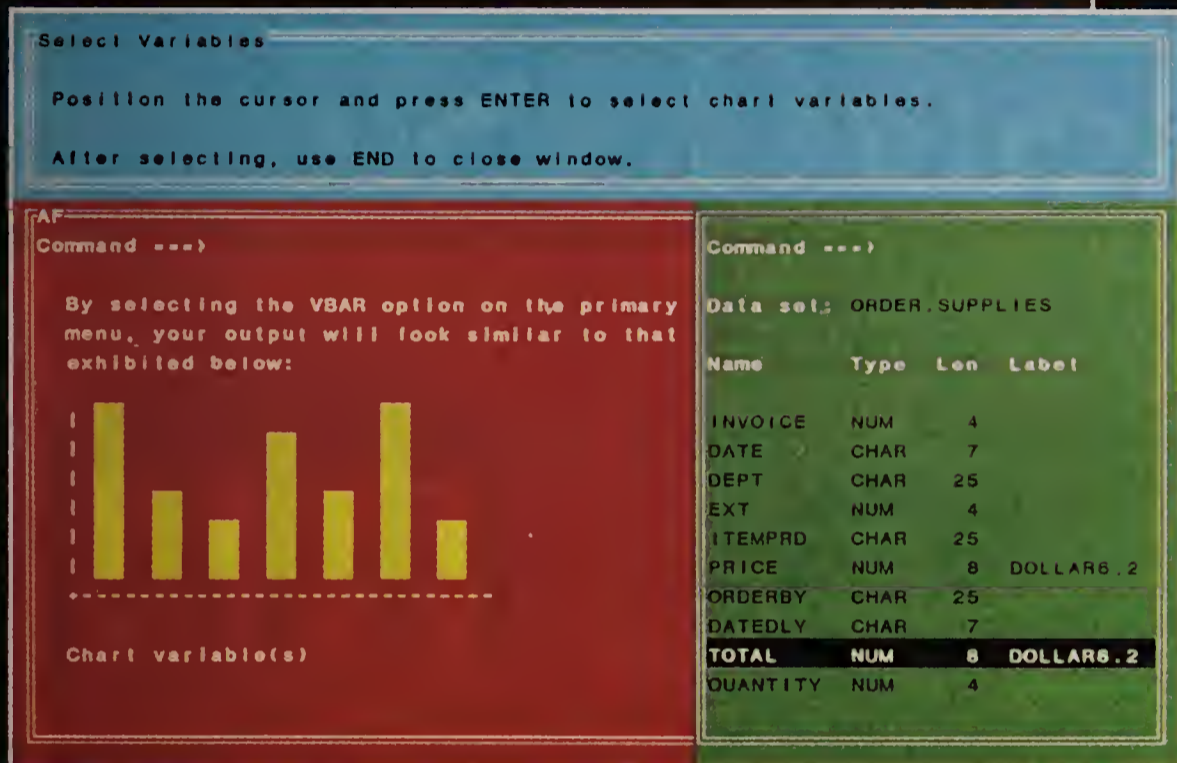 Select Variables
Position the cursor and press ENTER to select chart variables.
After selecting, use END to close window.
AF
Command ===>
By selecting the VBAR option on the primary
menu, your output will look similar to that
exhibited below:
Chart variable(s)
Command ===>
Data set: ORDER.SUPPLIES
Name Type Len Label
INVOICE NUM 4
DATE CHAR 7
DEPT CHAR 25
EXT NUM 4
ITEMPRD CHAR 25
PRICE NUM 8 DOLLAR6.2
ORDERBY CHAR 25
DATEDLY CHAR 7
TOTAL NUM 8 DOLLAR8.2
QUANTITY NUM 4